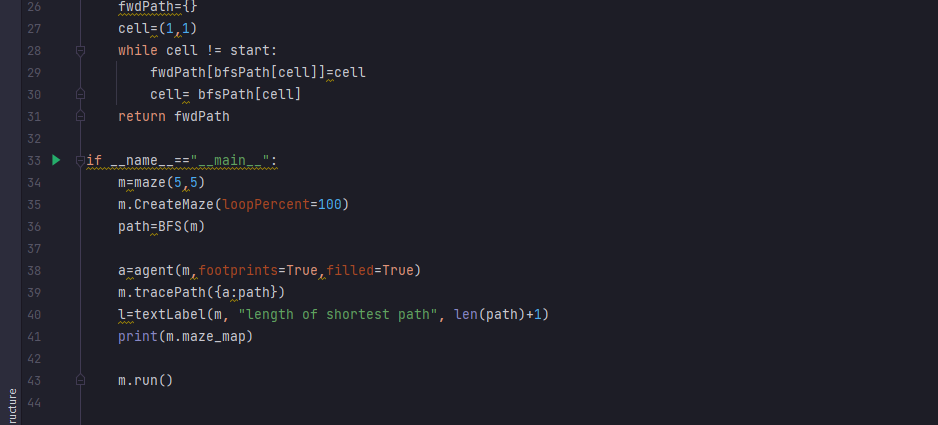 26 fwdPath={}
27 cell=(1,1)
28 while cell != start:
29 fwdPath[bfsPath[cell]]=cell
30 cell= bfsPath[cell]
31 return fwdPath
32
33 if __name__=="__main__":
34 m=maze(5,5)
35 m.CreateMaze(loopPercent=100)
36 path=BFS(m)
37
38 a=agent(m,footprints=True,filled=True)
39 m.tracePath({a:path})
40 l=textLabel(m, "length of shortest path", len(path)+1)
41 print(m.maze_map)
42
43 m.run()
44
ructure